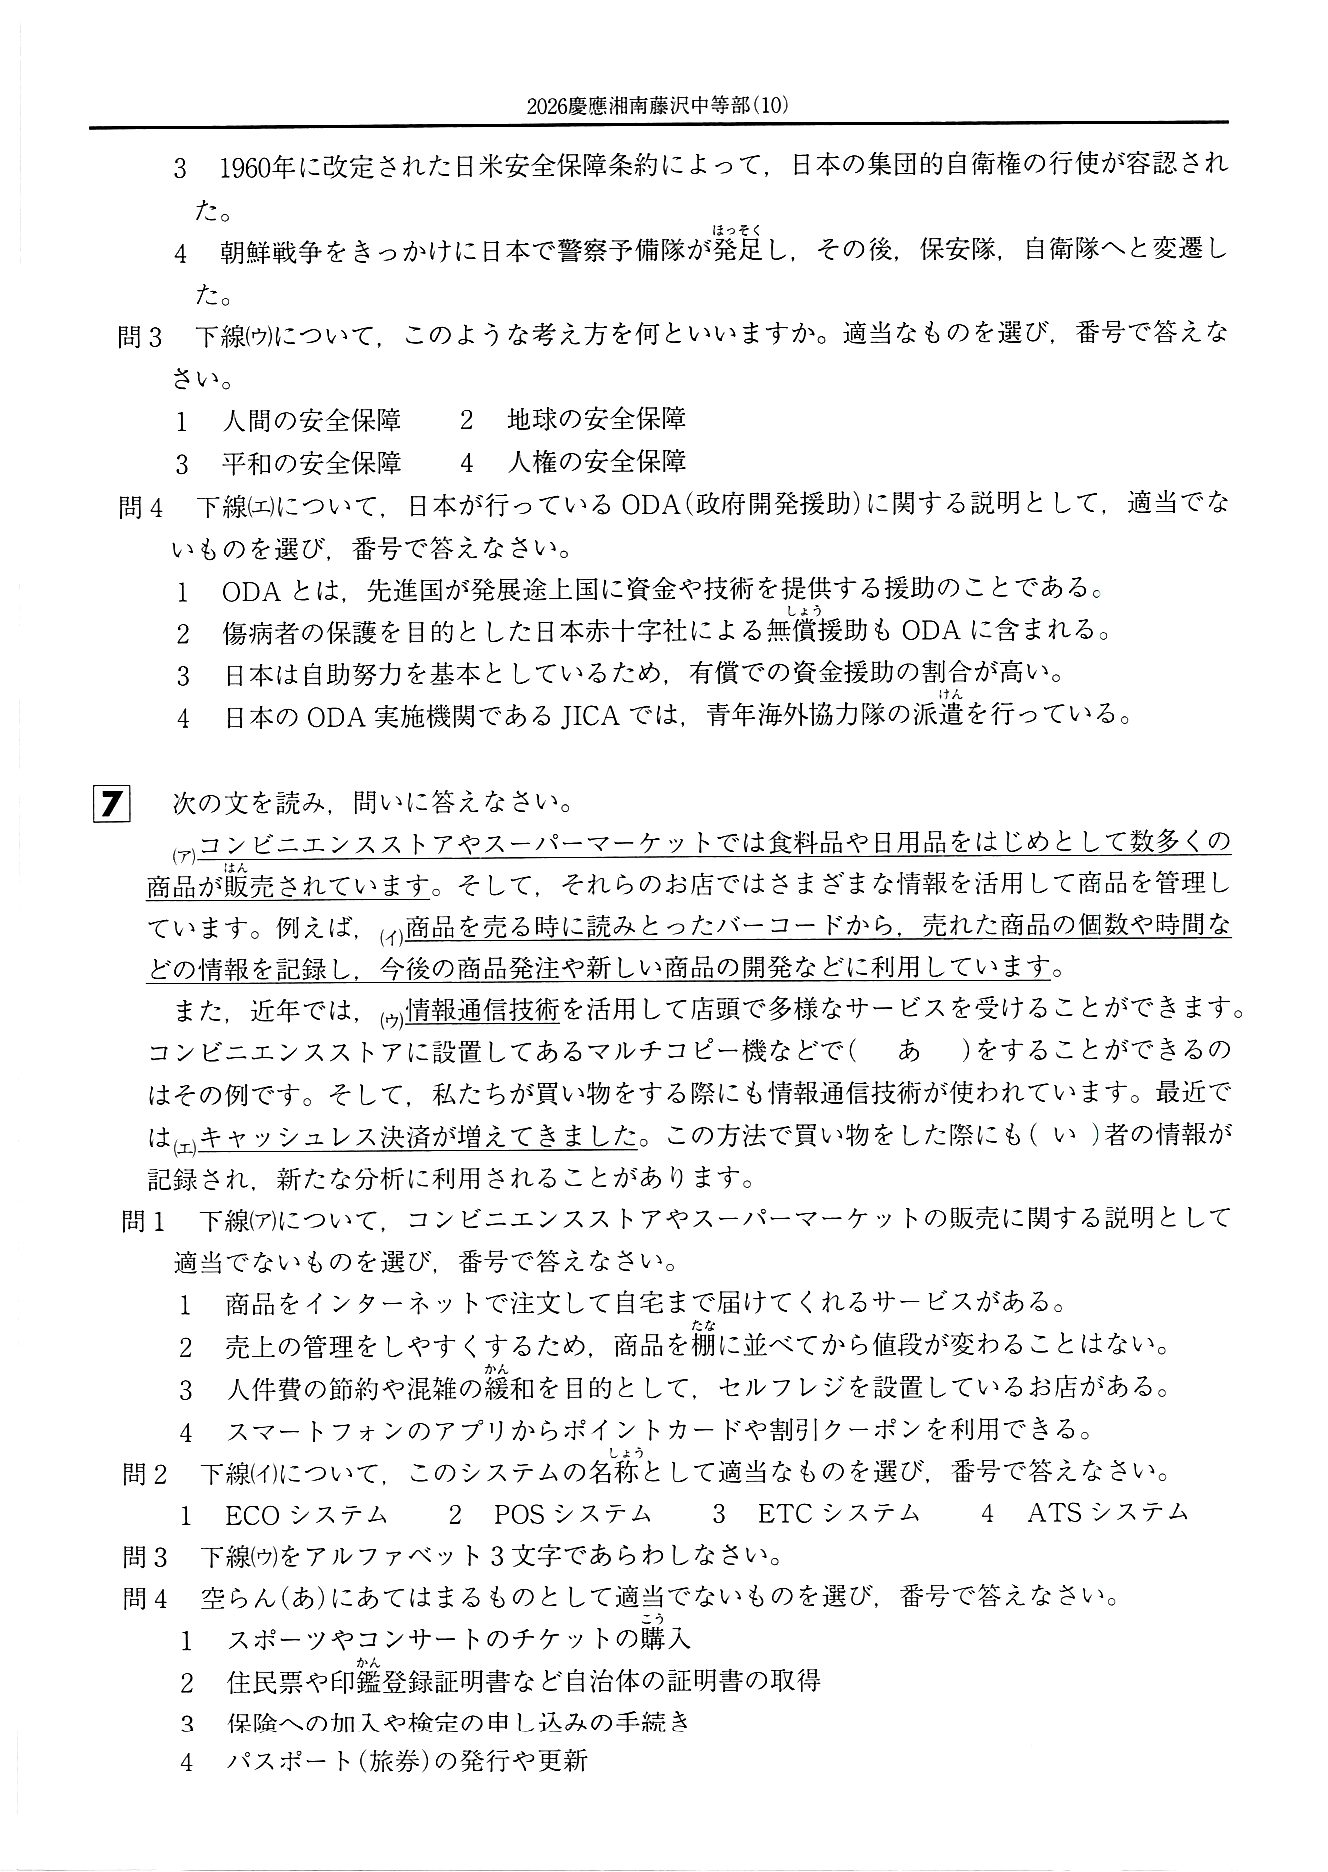 2026慶應湘南藤沢中等部(10)
3 1960年に改定された日米安全保障条約によって，日本の集団的自衛権の行使が容認され
た。
4 朝鮮戦争をきっかけに日本で警察予備隊が発足し，その後，保安隊，自衛隊へと変遷し
た。
問3 下線(ウ)について，このような考え方を何といいますか。適当なものを選び，番号で答えな
さい。
1 人間の安全保障 2 地球の安全保障
3 平和の安全保障 4 人権の安全保障
問4 下線(エ)について，日本が行っているODA(政府開発援助)に関する説明として，適当でな
いものを選び，番号で答えなさい。
1 ODAとは，先進国が発展途上国に資金や技術を提供する援助のことである。
2 傷病者の保護を目的とした日本赤十字社による無償援助もODAに含まれる。
3 日本は自助努力を基本としているため，有償での資金援助の割合が高い。
4 日本のODA実施機関であるJICAでは，青年海外協力隊の派遣を行っている。
7 次の文を読み，問いに答えなさい。
(ア)コンビニエンスストアやスーパーマーケットでは食料品や日用品をはじめとして数多くの
商品が販売されています。そして，それらのお店ではさまざまな情報を活用して商品を管理し
ています。例えば，(イ)商品を売る時に読みとったバーコードから，売れた商品の個数や時間な
どの情報を記録し，今後の商品発注や新しい商品の開発などに利用しています。
また，近年では，(ウ)情報通信技術を活用して店頭で多様なサービスを受けることができます。
コンビニエンスストアに設置してあるマルチコピー機などで( あ )をすることができるの
はその例です。そして，私たちが買い物をする際にも情報通信技術が使われています。最近で
は(エ)キャッシュレス決済が増えてきました。この方法で買い物をした際にも( い )者の情報が
記録され，新たな分析に利用されることがあります。
問1 下線(ア)について，コンビニエンスストアやスーパーマーケットの販売に関する説明として
適当でないものを選び，番号で答えなさい。
1 商品をインターネットで注文して自宅まで届けてくれるサービスがある。
2 売上の管理をしやすくするため，商品を棚に並べてから値段が変わることはない。
3 人件費の節約や混雑の緩和を目的として，セルフレジを設置しているお店がある。
4 スマートフォンのアプリからポイントカードや割引クーポンを利用できる。
問2 下線(イ)について，このシステムの名称として適当なものを選び，番号で答えなさい。
1 ECOシステム 2 POSシステム 3 ETCシステム 4 ATSシステム
問3 下線(ウ)をアルファベット3文字であらわしなさい。
問4 空らん(あ)にあてはまるものとして適当でないものを選び，番号で答えなさい。
1 スポーツやコンサートのチケットの購入
2 住民票や印鑑登録証明書など自治体の証明書の取得
3 保険への加入や検定の申し込みの手続き
4 パスポート(旅券)の発行や更新